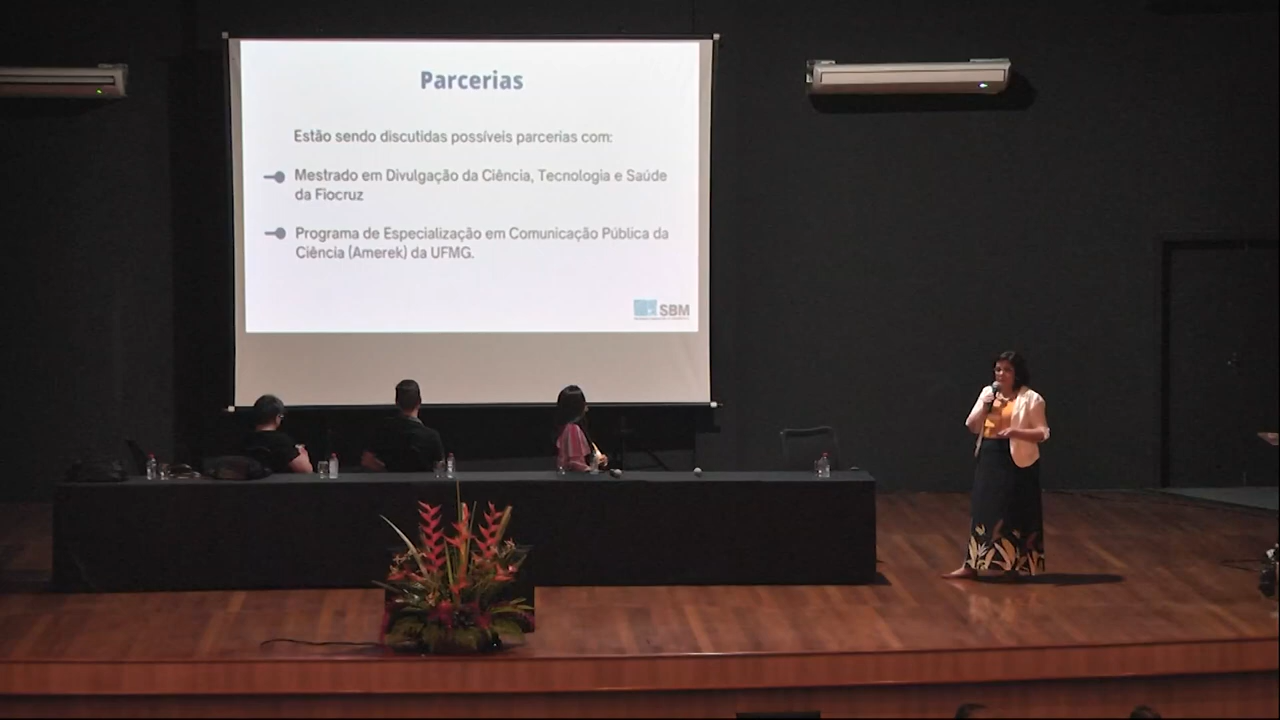 Parcerias
Estão sendo discutidas possíveis parcerias com:
Mestrado em Divulgação da Ciência, Tecnologia e Saúde
da Fiocruz
Programa de Especialização em Comunicação Pública da
Ciência (Amerek) da UFMG.
SBM